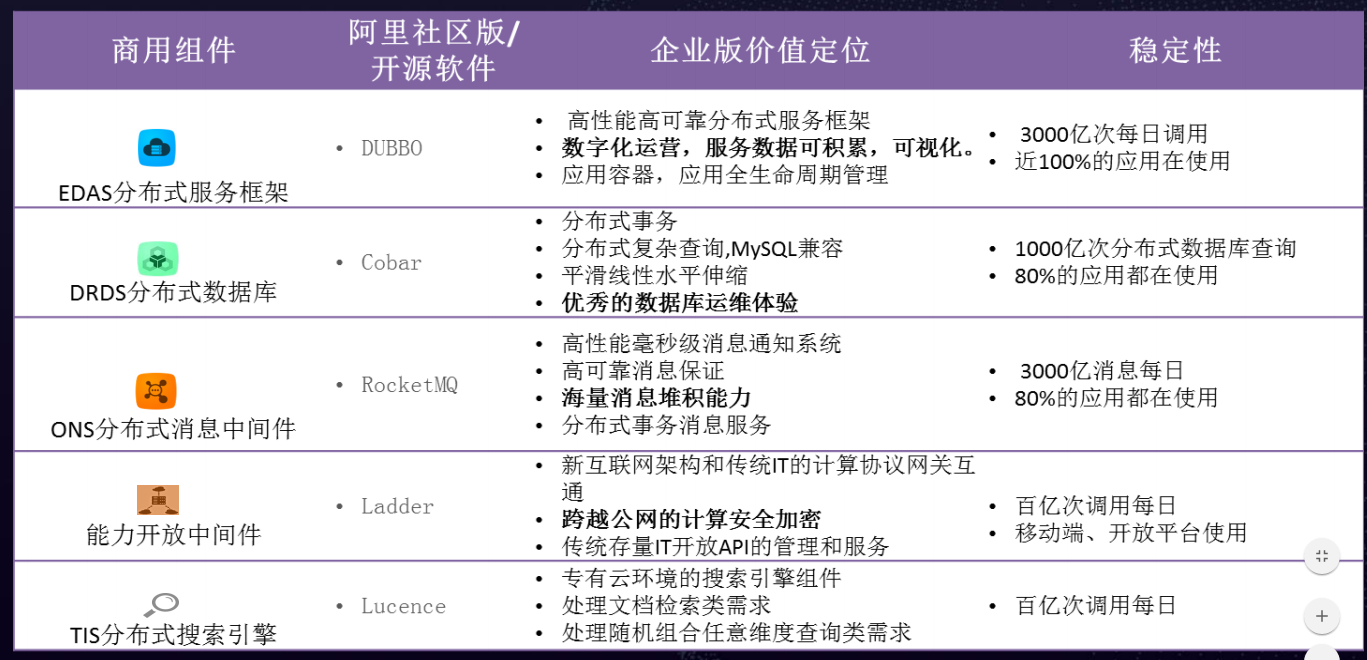 商用组件
阿里社区版/
开源软件
企业版价值定位
稳定性
EDAS分布式服务框架
• DUBBO
• 高性能高可靠分布式服务框架
• 数字化运营，服务数据可积累，可视化。
• 应用容器，应用全生命周期管理
• 3000亿次每日调用
• 近100%的应用在使用
DRDS分布式数据库
• Cobar
• 分布式事务
• 分布式复杂查询,MySQL兼容
• 平滑线性水平伸缩
• 优秀的数据库运维体验
• 1000亿次分布式数据库查询
• 80%的应用都在使用
ONS分布式消息中间件
• RocketMQ
• 高性能毫秒级消息通知系统
• 高可靠消息保证
• 海量消息堆积能力
• 分布式事务消息服务
• 3000亿消息每日
• 80%的应用都在使用
能力开放中间件
• Ladder
• 新互联网架构和传统IT的计算协议网关互
通
• 跨越公网的计算安全加密
• 传统存量IT开放API的管理和服务
• 百亿次调用每日
• 移动端、开放平台使用
TIS分布式搜索引擎
• Lucence
• 专有云环境的搜索引擎组件
• 处理文档检索类需求
• 处理随机组合任意维度查询类需求
• 百亿次调用每日